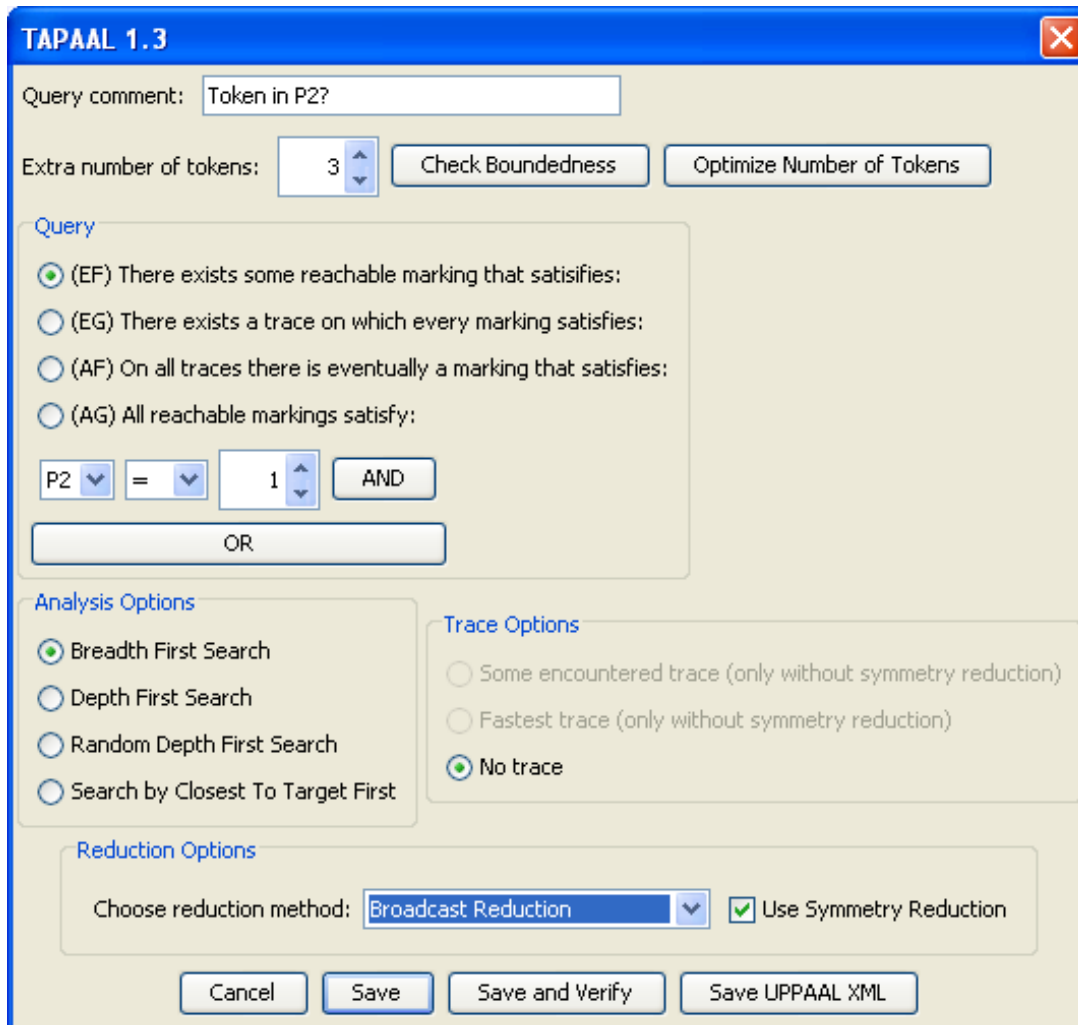 TAPAAL 1.3
Query comment: Token in P2?
Extra number of tokens: 3 Check Boundedness Optimize Number of Tokens
Query
(EF) There exists some reachable marking that satisifies:
(EG) There exists a trace on which every marking satisfies:
(AF) On all traces there is eventually a marking that satisfies:
(AG) All reachable markings satisfy:
P2 = 1 AND
OR
Analysis Options
Breadth First Search
Depth First Search
Random Depth First Search
Search by Closest To Target First
Trace Options
Some encountered trace (only without symmetry reduction)
Fastest trace (only without symmetry reduction)
No trace
Reduction Options
Choose reduction method: Broadcast Reduction Use Symmetry Reduction
Cancel Save Save and Verify Save UPPAAL XML